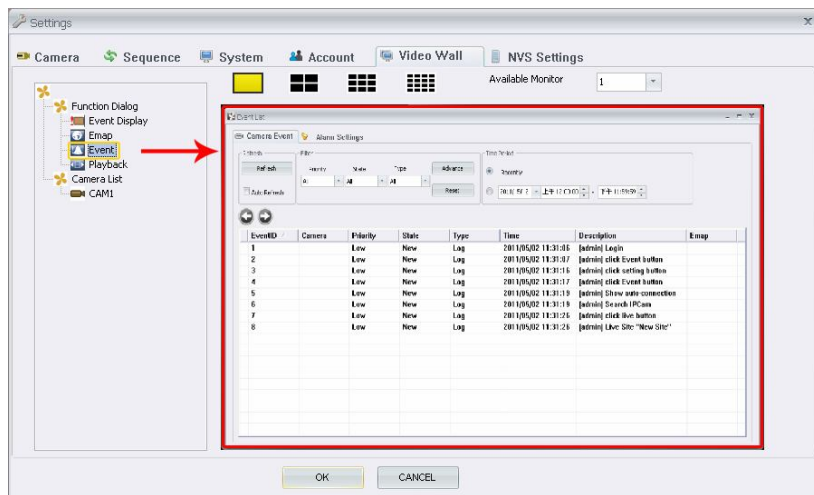 Settings
Camera Sequence System Account Video Wall NVS Settings
Available Monitor 1
Function Dialog
Event Display
Emap
Event
Playback
Camera List
CAM1
Event List
Camera Event Alarm Settings
Refresh Filter Time Period
Refresh Priority State Type Advance Recently
All All All
Auto Refresh Reset
EventID Camera Priority State Type Time Description Emap
1 Low New Log 2011/05/02 11:31:06 [admin] Login
2 Low New Log 2011/05/02 11:31:07 [admin] click Event button
3 Low New Log 2011/05/02 11:31:16 [admin] click setting button
4 Low New Log 2011/05/02 11:31:17 [admin] click Event button
5 Low New Log 2011/05/02 11:31:19 [admin] Show auto-connection
6 Low New Log 2011/05/02 11:31:19 [admin] Search IPCam
7 Low New Log 2011/05/02 11:31:26 [admin] click live button
8 Low New Log 2011/05/02 11:31:26 [admin] Live Site "New Site"
OK CANCEL